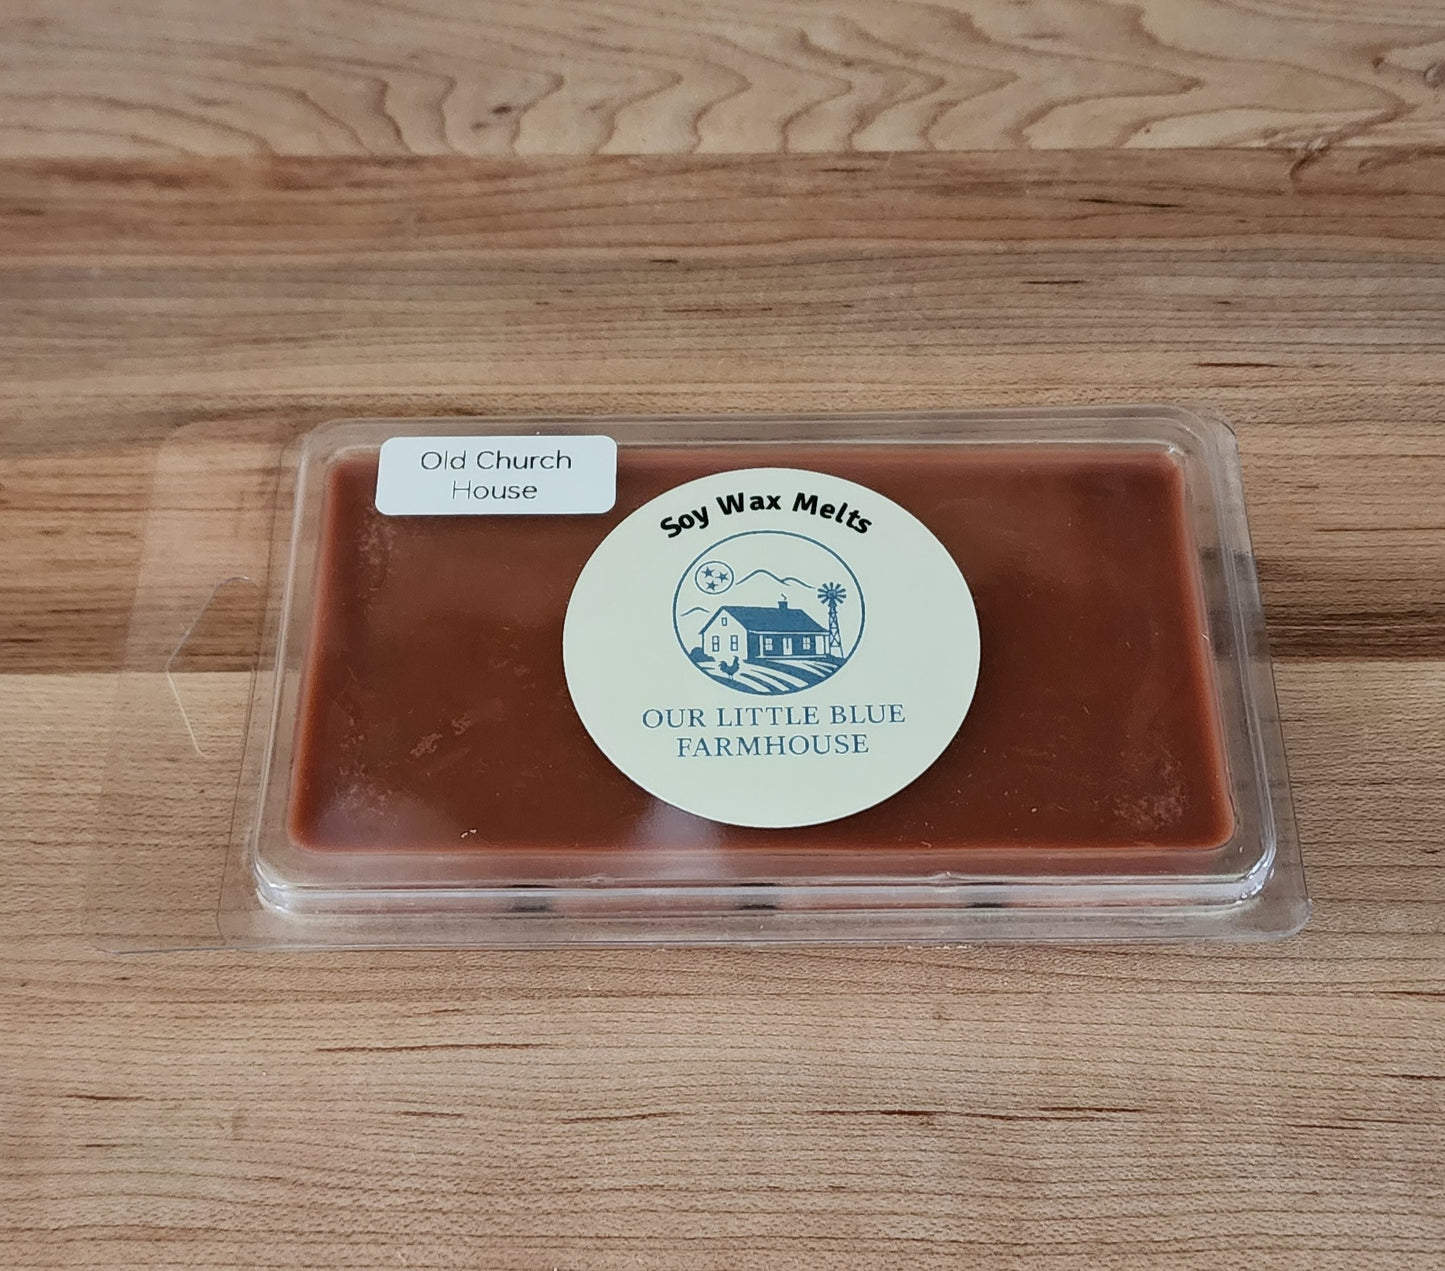 Old Church
House
Soy Wax Melts
OUR LITTLE BLUE
FARMHOUSE